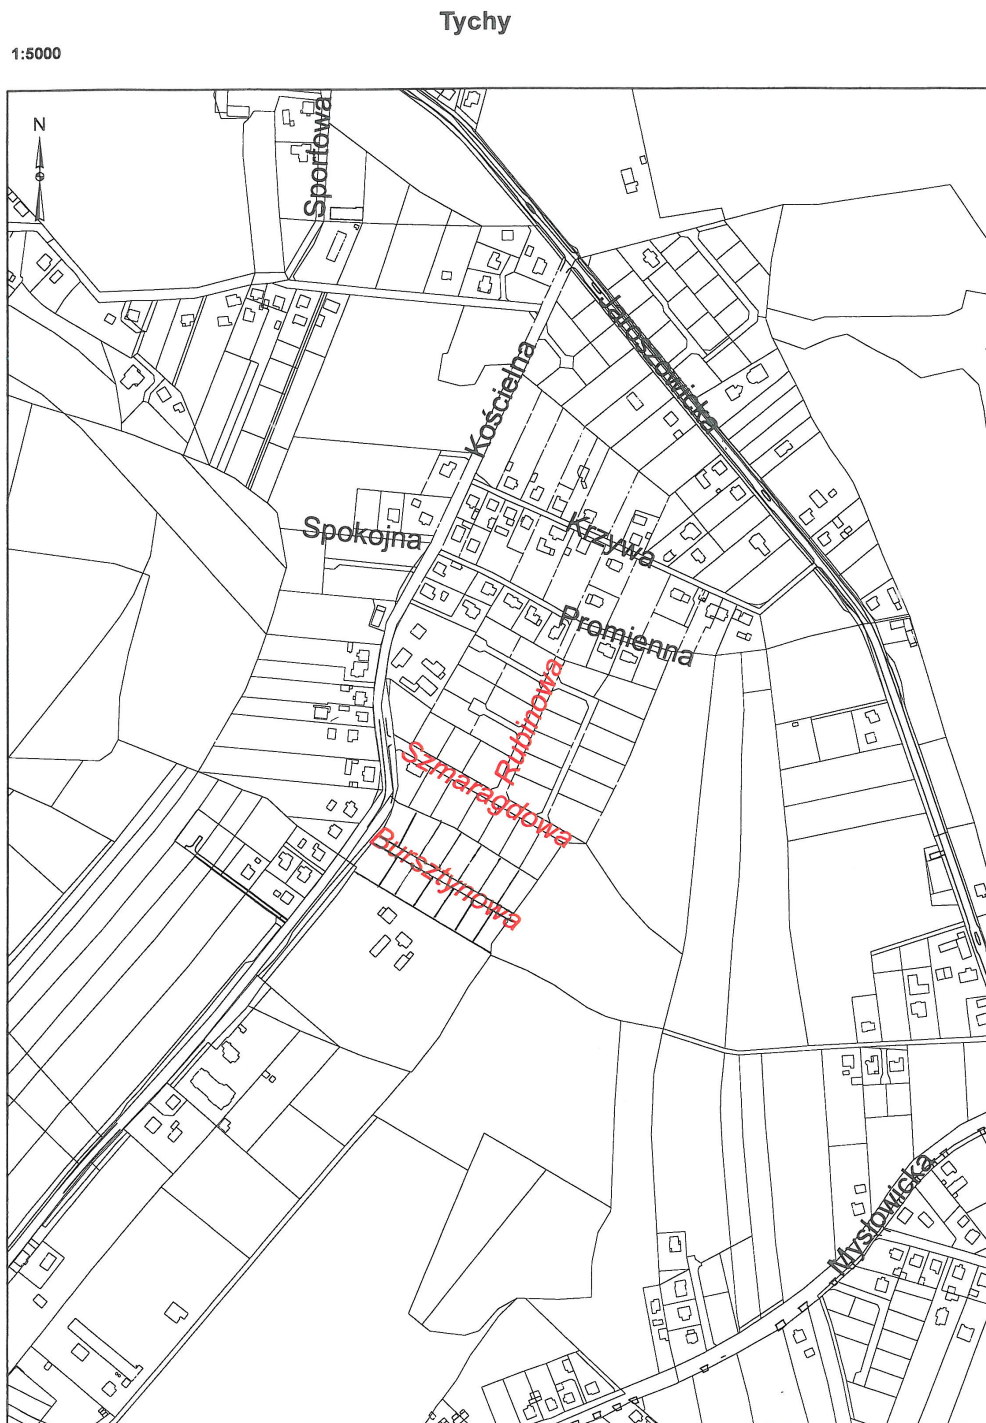 Tychy
1:5000
N
Sportowa
Jaroszowicka
Kościelna
Spokojna
Krzywa
Promienna
Rubinowa
Szmaragdowa
Bursztynowa
Mysłowicka